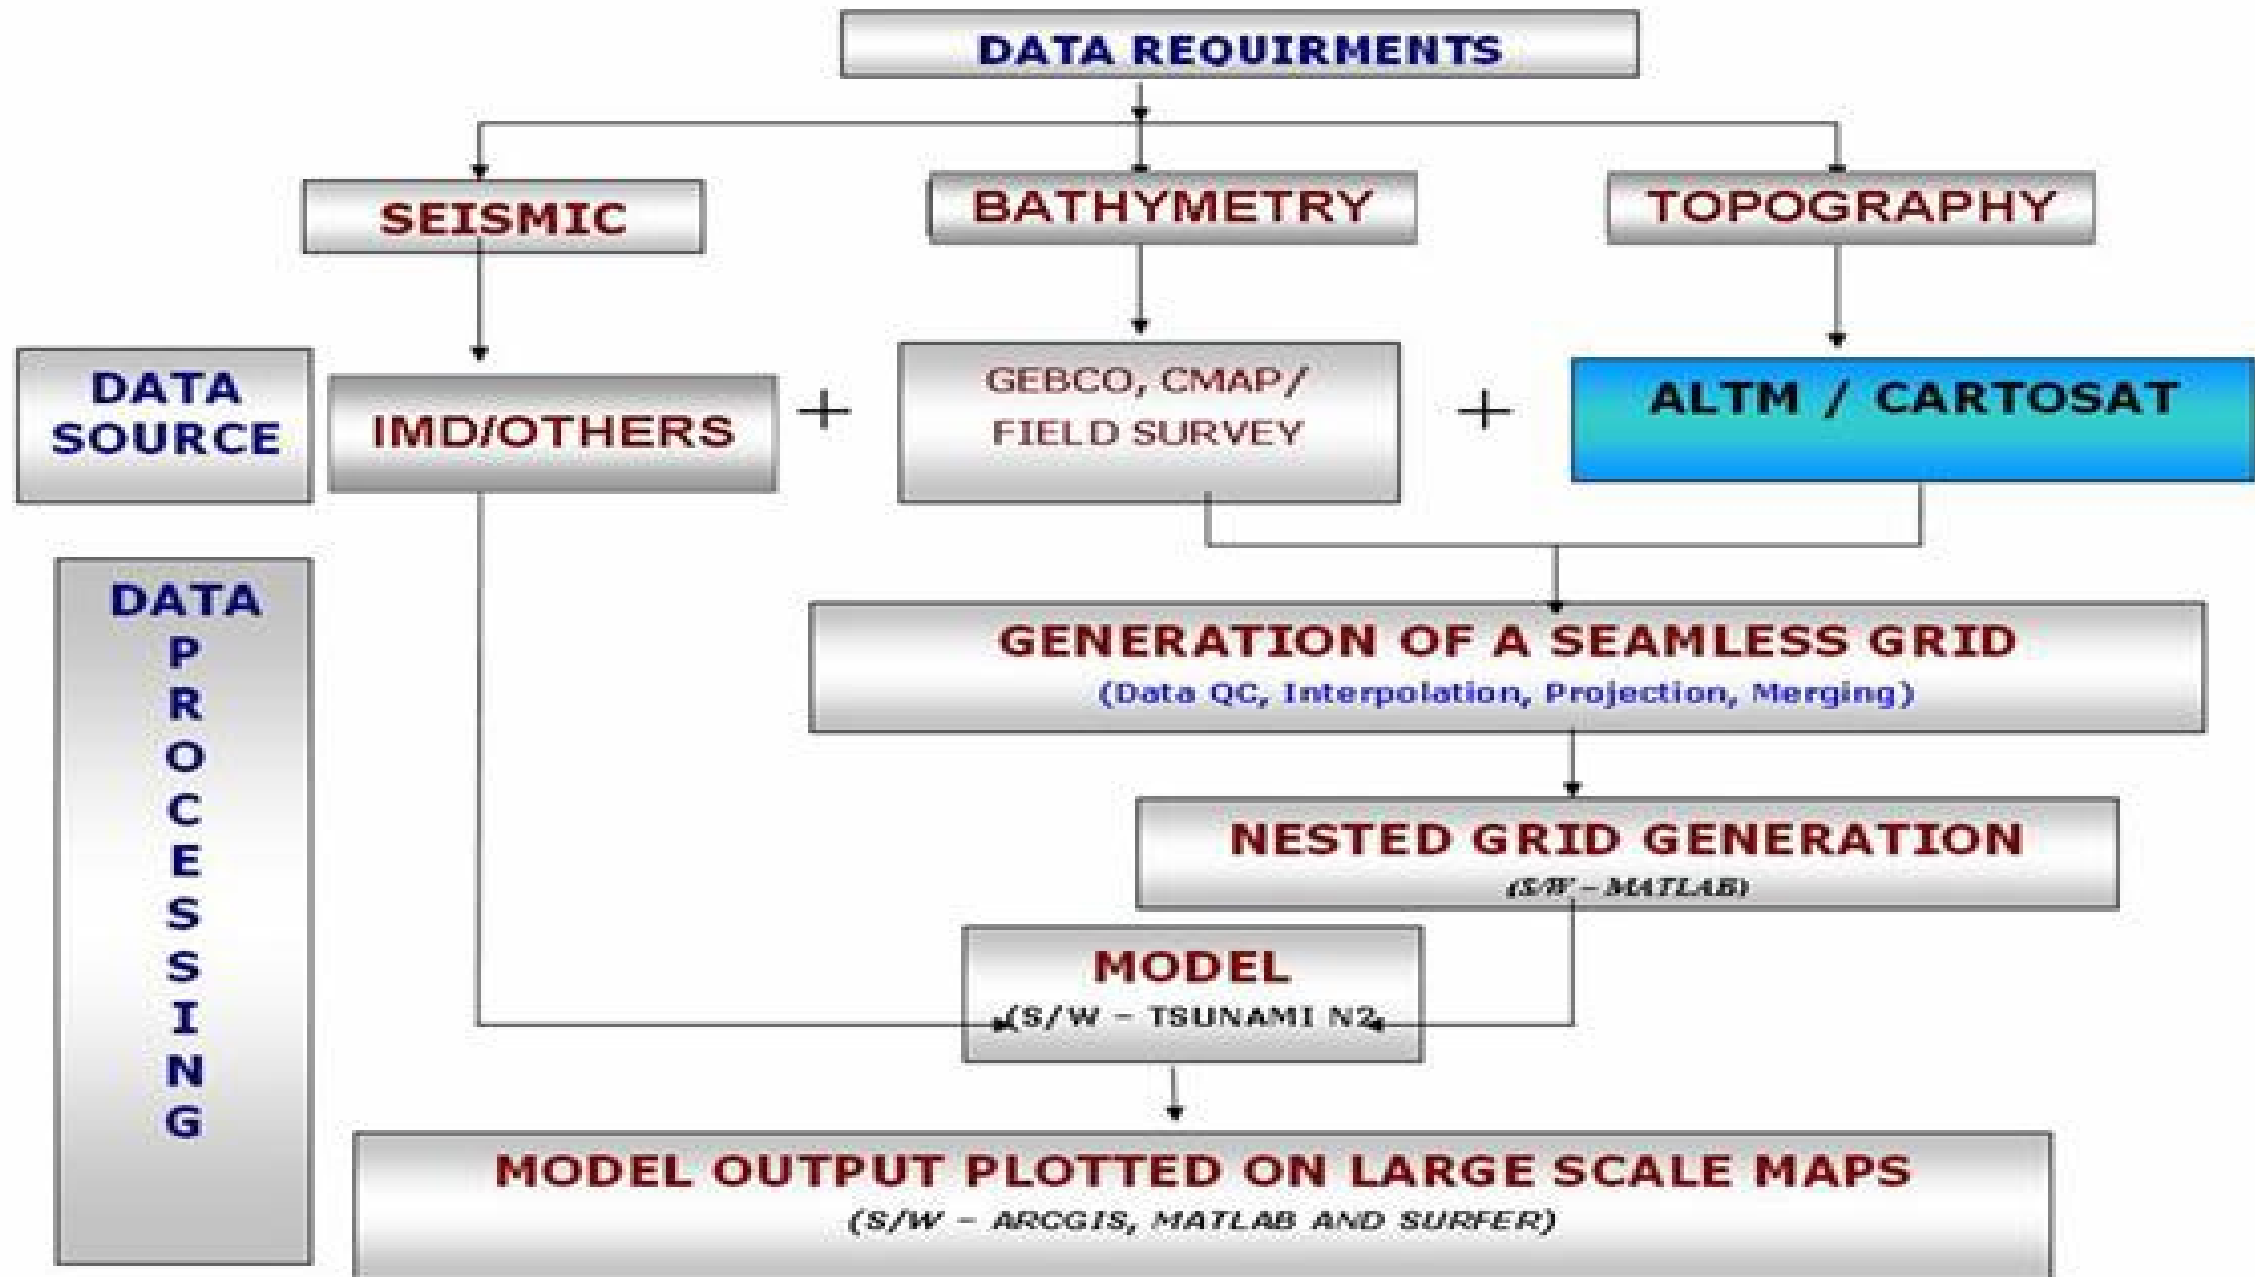 DATA REQUIRMENTS
SEISMIC
BATHYMETRY
TOPOGRAPHY
DATA
SOURCE
IMD/OTHERS
+
GEBCO, CMAP/
FIELD SURVEY
+
ALTM / CARTOSAT
DATA
P
R
O
C
E
S
S
I
N
G
GENERATION OF A SEAMLESS GRID
(Data QC, Interpolation, Projection, Merging)
NESTED GRID GENERATION
(S/W – MATLAB)
MODEL
(S/W – TSUNAMI N2
MODEL OUTPUT PLOTTED ON LARGE SCALE MAPS
(S/W – ARCGIS, MATLAB AND SURFER)